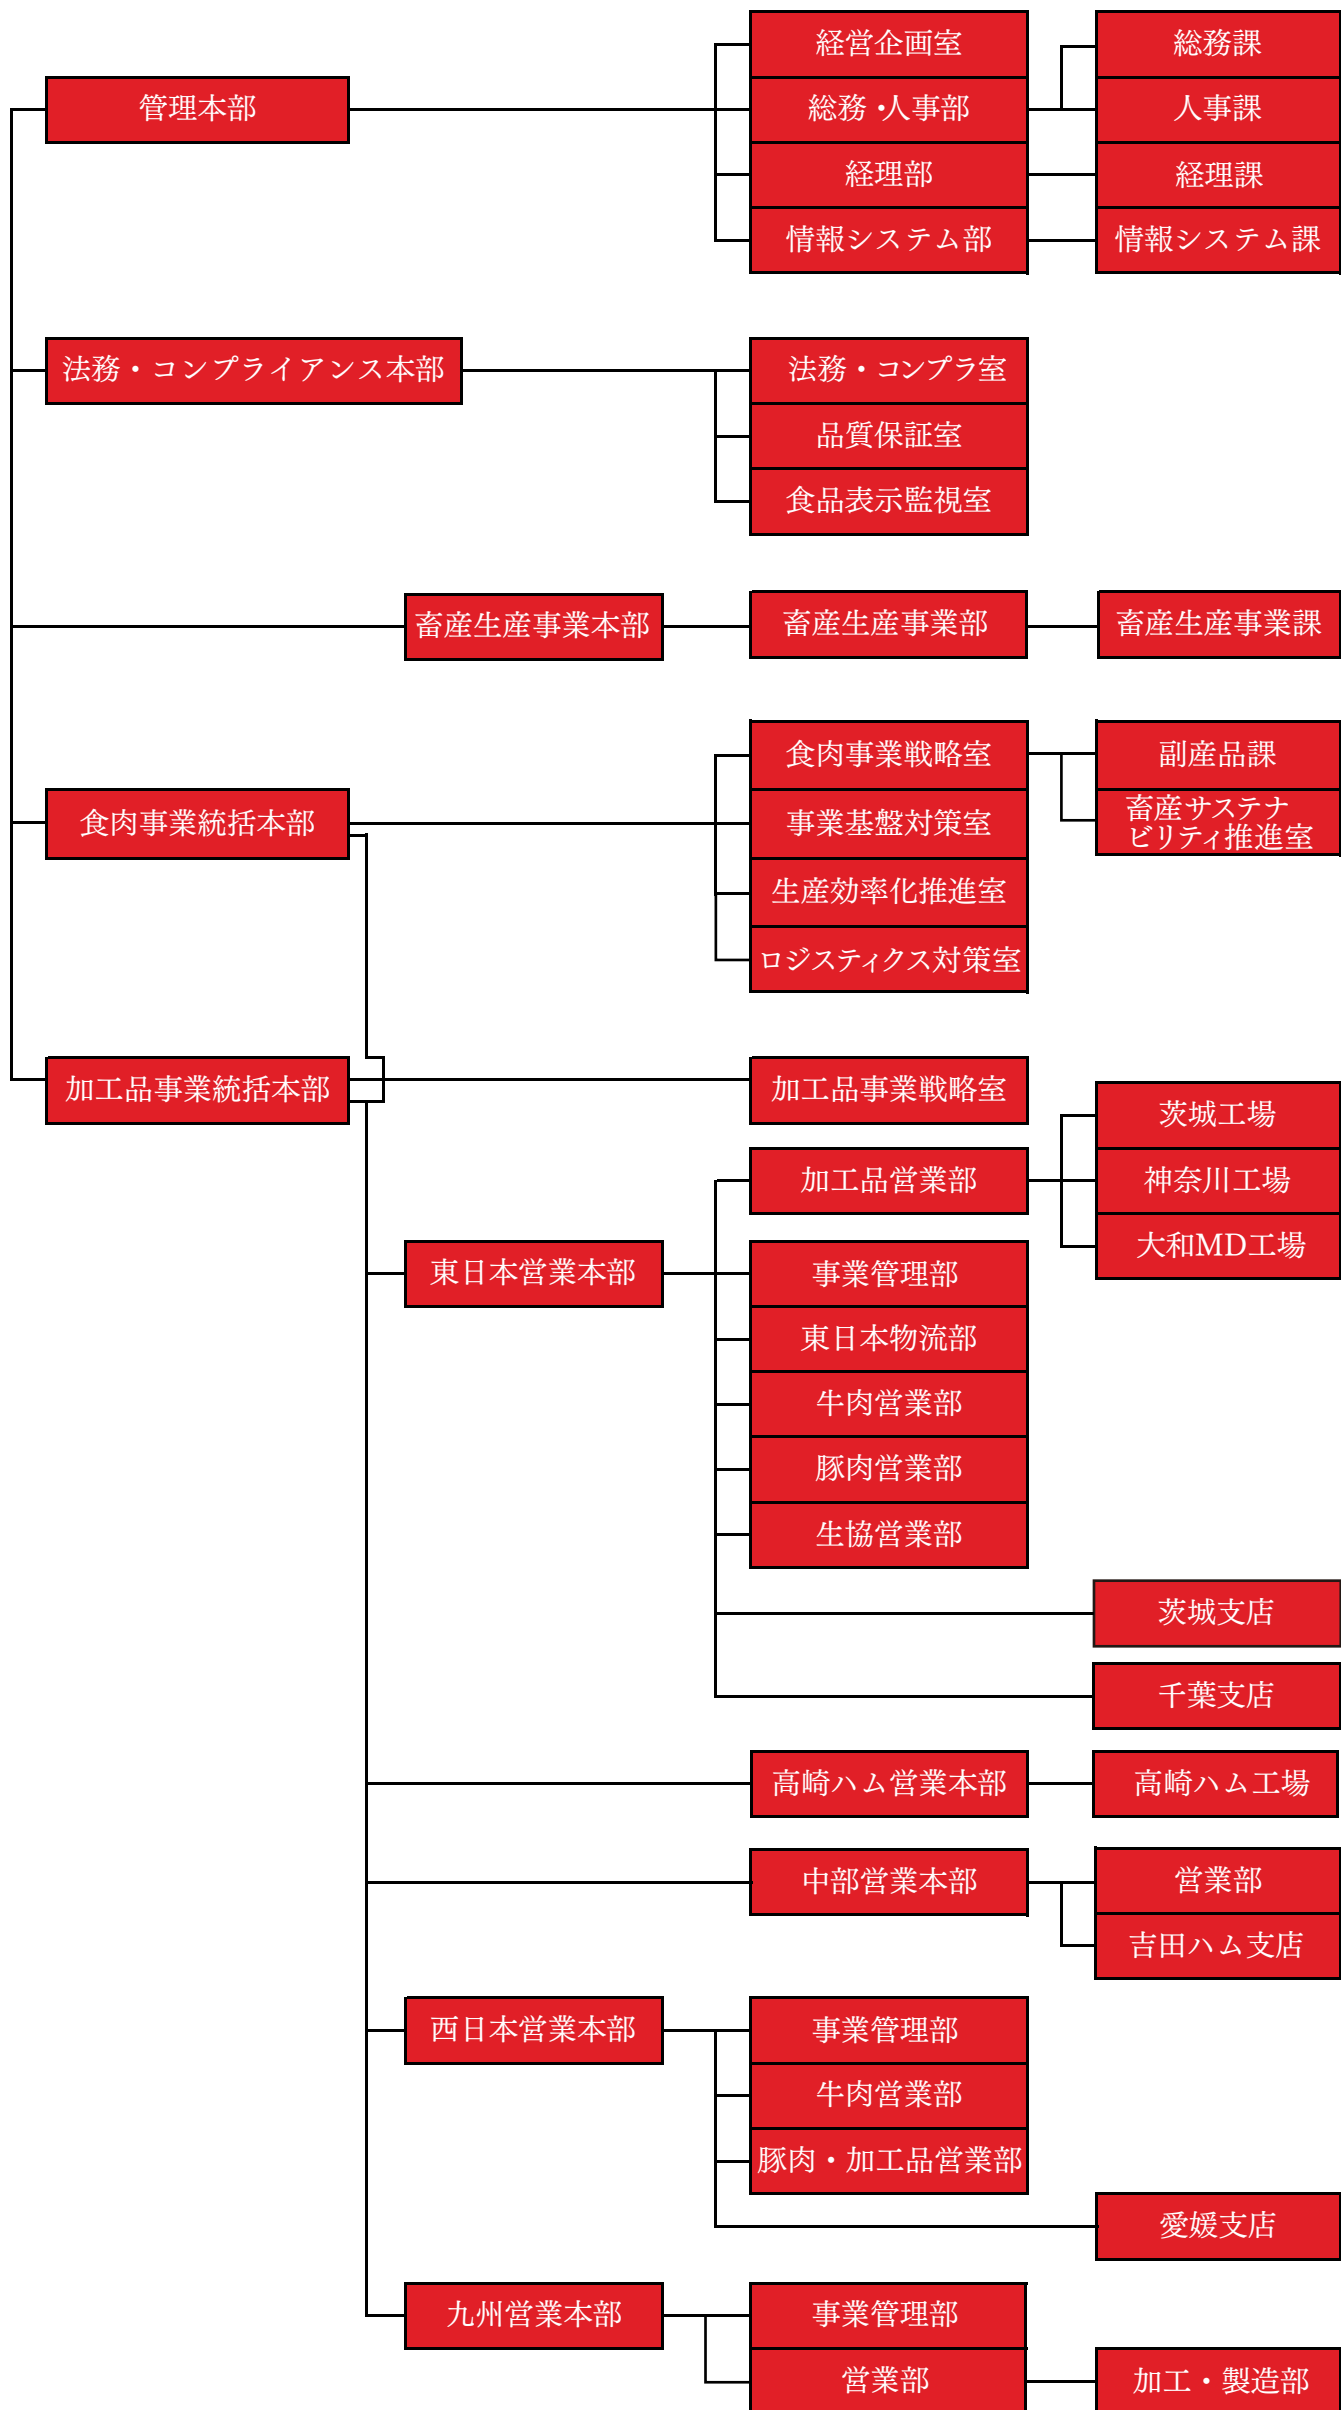 管理本部
経営企画室
総務・人事部
経理部
情報システム部
総務課
人事課
経理課
情報システム課
法務・コンプライアンス本部
法務・コンプラ室
品質保証室
食品表示監視室
畜産生産事業本部
畜産生産事業部
畜産生産事業課
食肉事業統括本部
食肉事業戦略室
事業基盤対策室
生産効率化推進室
ロジスティクス対策室
副産品課
畜産サステナ
ビリティ推進室
加工品事業統括本部
加工品事業戦略室
加工品営業部
茨城工場
神奈川工場
大和MD工場
東日本営業本部
事業管理部
東日本物流部
牛肉営業部
豚肉営業部
生協営業部
茨城支店
千葉支店
高崎ハム営業本部
高崎ハム工場
中部営業本部
営業部
吉田ハム支店
西日本営業本部
事業管理部
牛肉営業部
豚肉・加工品営業部
愛媛支店
九州営業本部
事業管理部
営業部
加工・製造部